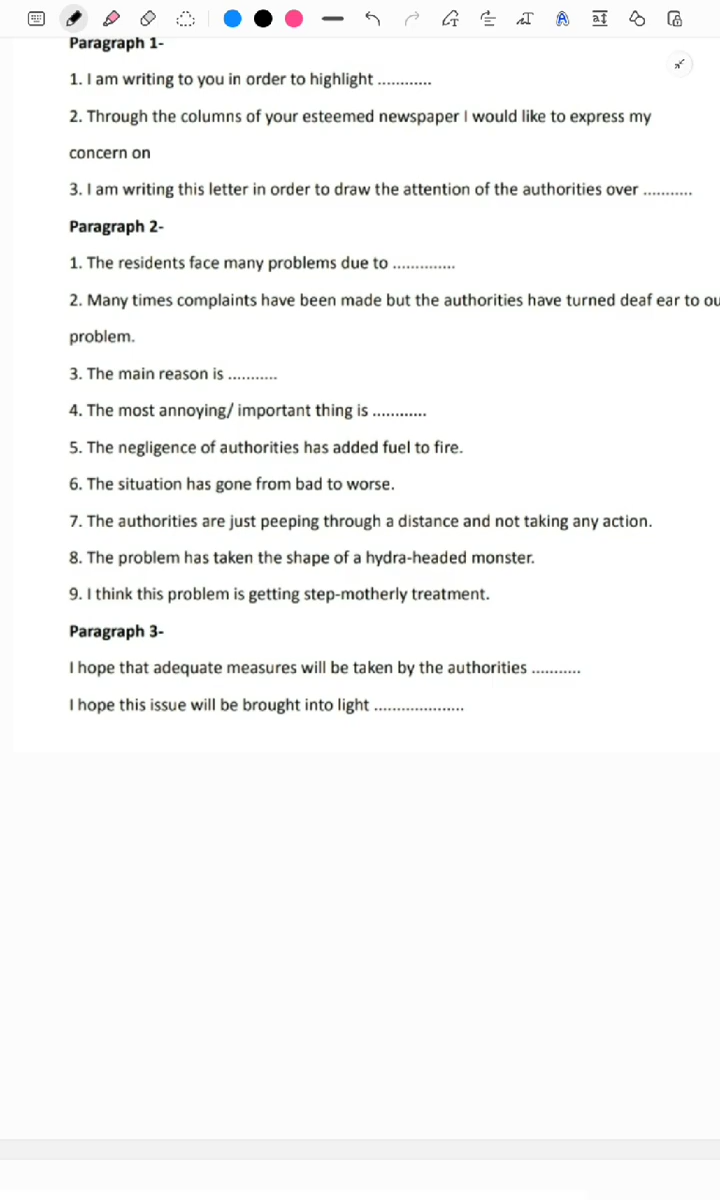 Paragraph 1-
1. I am writing to you in order to highlight ............
2. Through the columns of your esteemed newspaper I would like to express my
concern on
3. I am writing this letter in order to draw the attention of the authorities over ...........
Paragraph 2-
1. The residents face many problems due to ..............
2. Many times complaints have been made but the authorities have turned deaf ear to
problem.
3. The main reason is ...........
4. The most annoying/ important thing is ............
5. The negligence of authorities has added fuel to fire.
6. The situation has gone from bad to worse.
7. The authorities are just peeping through a distance and not taking any action.
8. The problem has taken the shape of a hydra-headed monster.
9. I think this problem is getting step-motherly treatment.
Paragraph 3-
I hope that adequate measures will be taken by the authorities ...........
I hope this issue will be brought into light ....................